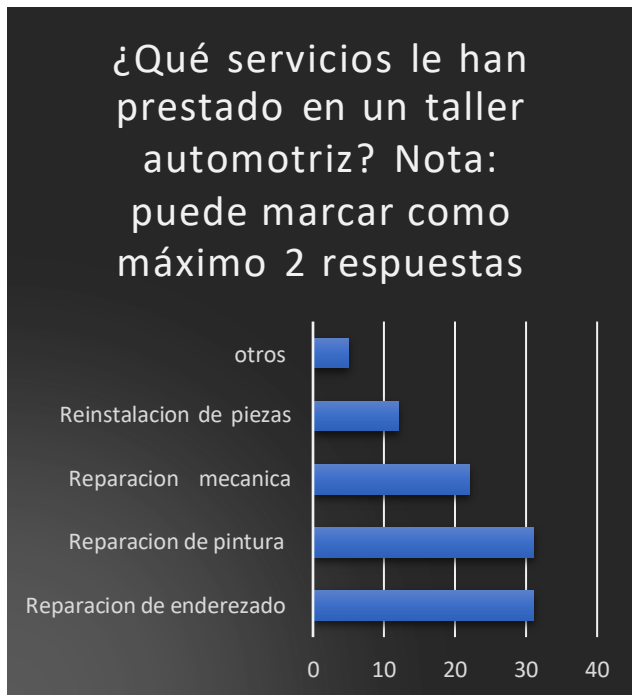 ¿Qué servicios le han
prestado en un taller
automotriz? Nota:
puede marcar como
máximo 2 respuestas
otros
Reinstalacion de piezas
Reparacion mecanica
Reparacion de pintura
Reparacion de enderezado
0 10 20 30 40